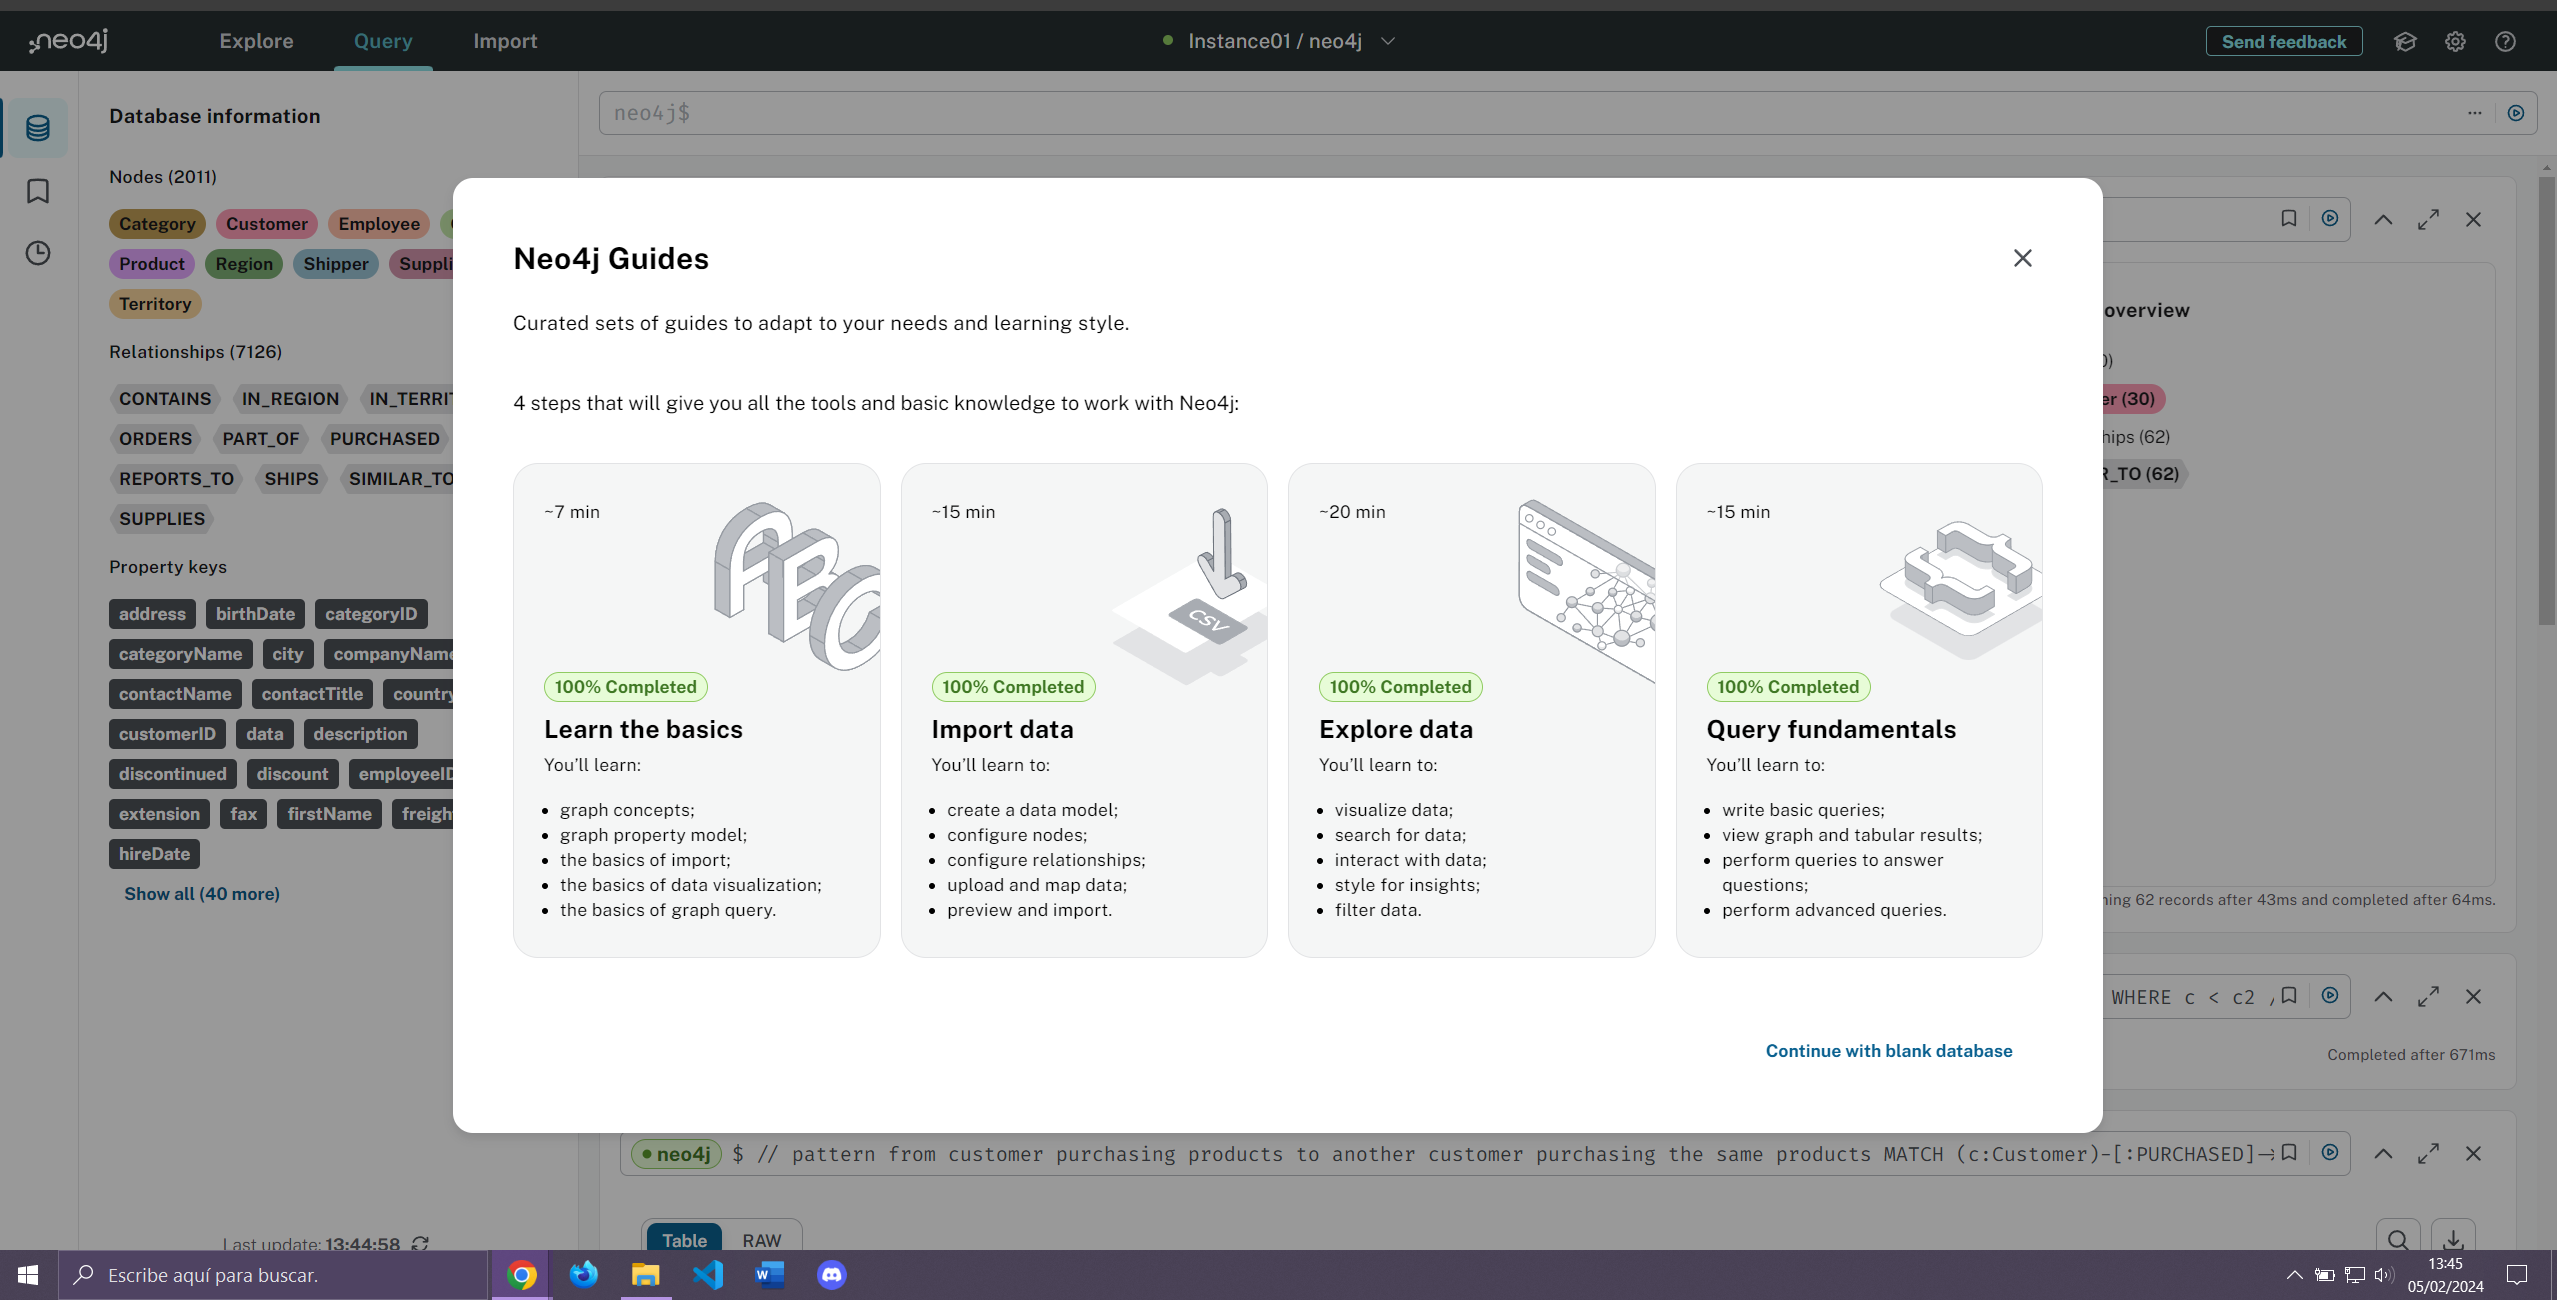 neo4j
Explore
Query
Import
Instance01 / neo4j
Send feedback
Database information
Nodes (2011)
Category
Customer
Employee
Product
Region
Shipper
Suppli
Territory
Relationships (7126)
CONTAINS
IN_REGION
IN_TERRIT
ORDERS
PART_OF
PURCHASED
REPORTS_TO
SHIPS
SIMILAR_TO
SUPPLIES
Property keys
address
birthDate
categoryID
categoryName
city
companyName
contactName
contactTitle
country
customerID
data
description
discontinued
discount
employeeID
extension
fax
firstName
freigh
hireDate
Show all (40 more)
Last update: 13:44:58
neo4j$
overview
er (30)
hips (62)
R_TO (62)
ning 62 records after 43ms and completed after 64ms.
WHERE c < c2 /
Completed after 671ms
neo4j $ // pattern from customer purchasing products to another customer purchasing the same products MATCH (c:Customer)-[:PURCHASED]->
Table
RAW
Neo4j Guides
Curated sets of guides to adapt to your needs and learning style.
4 steps that will give you all the tools and basic knowledge to work with Neo4j:
~7 min
ABC
100% Completed
Learn the basics
You'll learn:
• graph concepts;
• graph property model;
• the basics of import;
• the basics of data visualization;
• the basics of graph query.
~15 min
CSV
100% Completed
Import data
You'll learn to:
• create a data model;
• configure nodes;
• configure relationships;
• upload and map data;
• preview and import.
~20 min
100% Completed
Explore data
You'll learn to:
• visualize data;
• search for data;
• interact with data;
• style for insights;
• filter data.
~15 min
{}
100% Completed
Query fundamentals
You'll learn to:
• write basic queries;
• view graph and tabular results;
• perform queries to answer
questions;
• perform advanced queries.
Continue with blank database
Escribe aquí para buscar.
13:45
05/02/2024